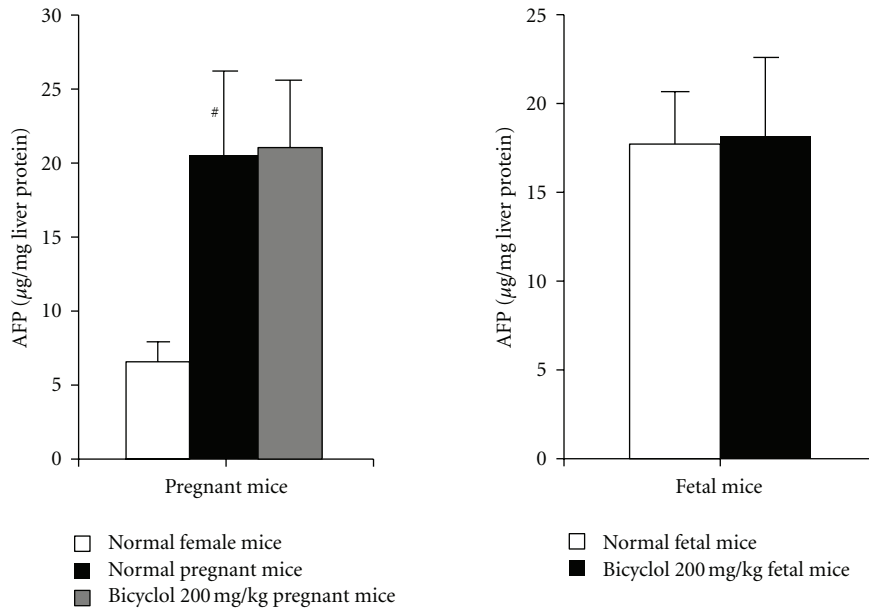 30
25
20
15
10
5
0
AFP (µg/mg liver protein)
#
Pregnant mice
Normal female mice
Normal pregnant mice
Bicyclol 200 mg/kg pregnant mice
25
20
15
10
5
0
AFP (µg/mg liver protein)
Fetal mice
Normal fetal mice
Bicyclol 200 mg/kg fetal mice